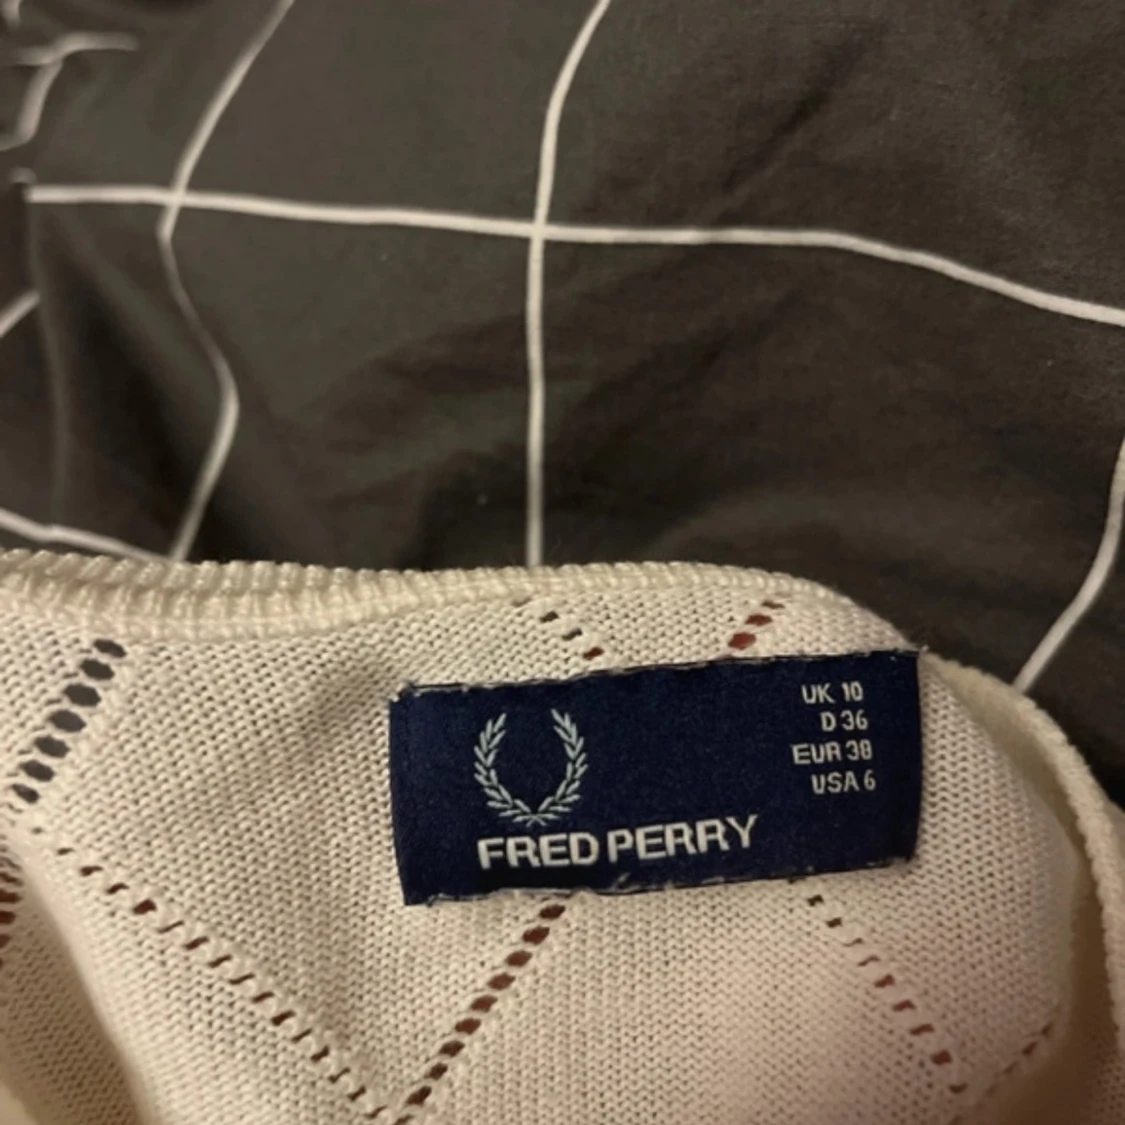 UK 10
D 36
EUR 38
USA 6
FRED PERRY